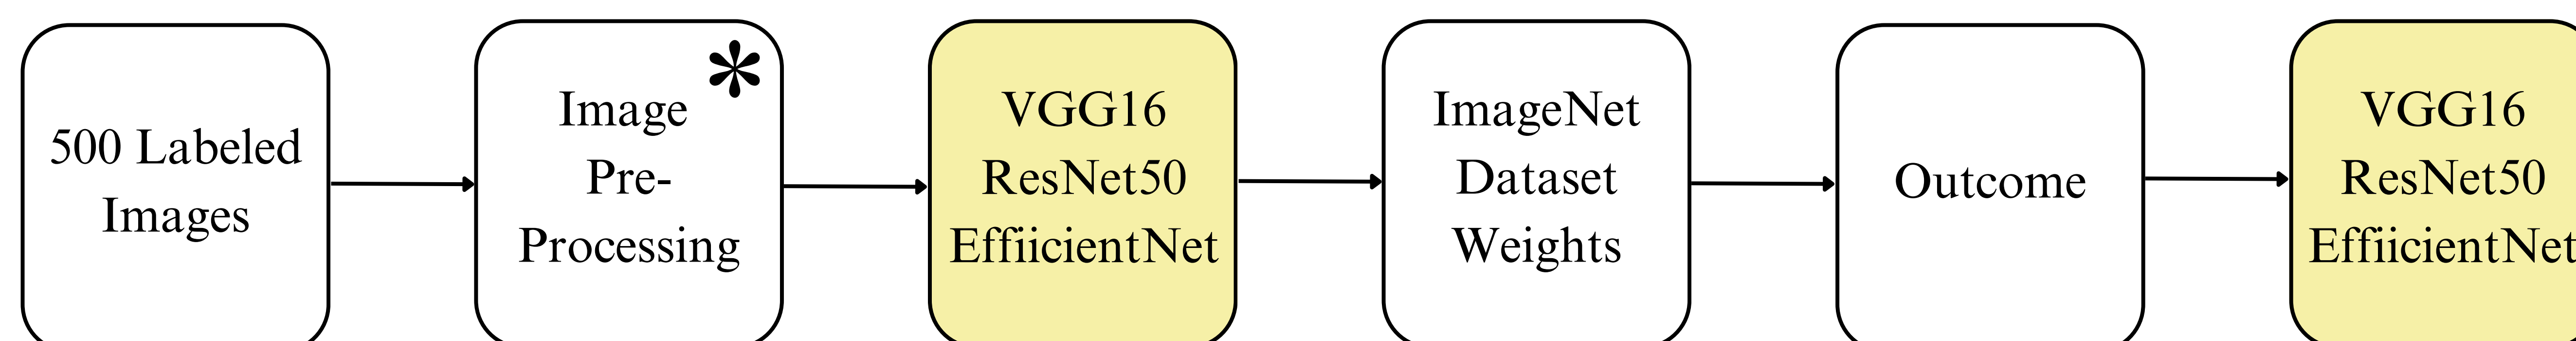 500 Labeled
Images
Image *
Pre-
Processing
VGG16
ResNet50
EffiicientNet
ImageNet
Dataset
Weights
Outcome
VGG16
ResNet50
EffiicientNet